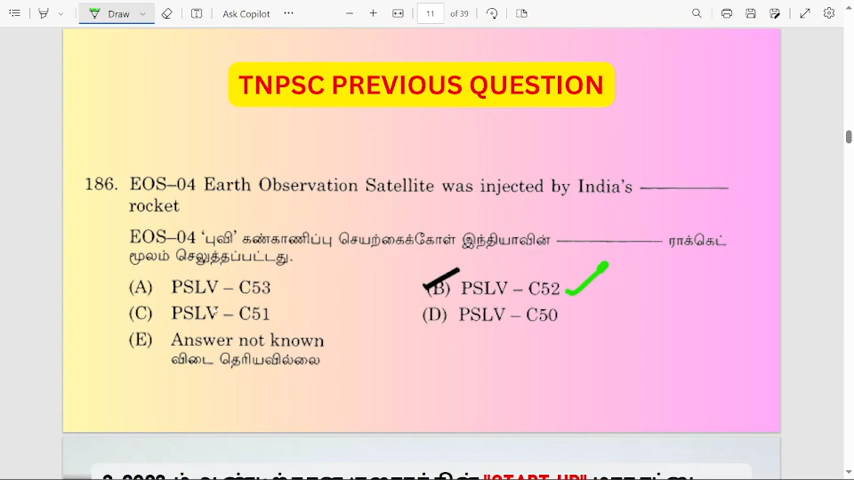 Draw
Ask Copilot
11 of 39
TNPSC PREVIOUS QUESTION
186. EOS–04 Earth Observation Satellite was injected by India's
rocket
EOS–04 'புவி' கண்காணிப்பு செயற்கைக்கோள் இந்தியாவின் ராக்கெட்
மூலம் செலுத்தப்பட்டது.
(A) PSLV – C53 (B) PSLV – C52
(C) PSLV – C51 (D) PSLV – C50
(E) Answer not known
விடை தெரியவில்லை
"START-UP"